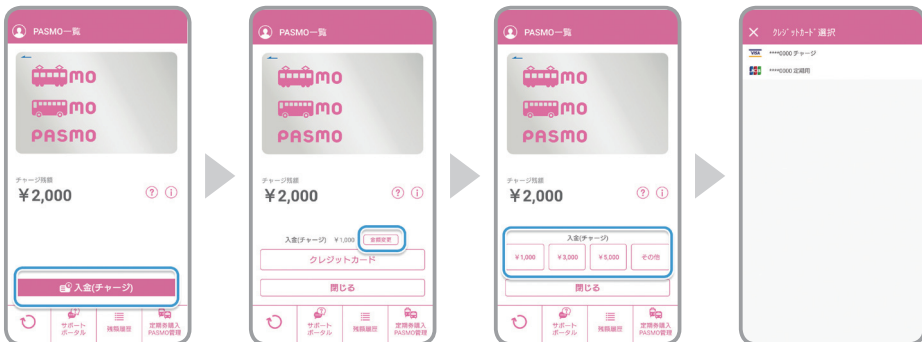 PASMO一覧
mo
mo
PASMO
チャージ残額
¥2,000
入金(チャージ)
サポート
ポータル
残額履歴
定期券購入
PASMO管理
PASMO一覧
mo
mo
PASMO
チャージ残額
¥2,000
入金(チャージ) ¥1,000 金額変更
クレジットカード
閉じる
サポート
ポータル
残額履歴
定期券購入
PASMO管理
PASMO一覧
mo
mo
PASMO
チャージ残額
¥2,000
入金(チャージ)
¥1,000 ¥3,000 ¥5,000 その他
閉じる
サポート
ポータル
残額履歴
定期券購入
PASMO管理
クレジットカード選択
VISA ****0000 チャージ
JCB ****0000 定期用